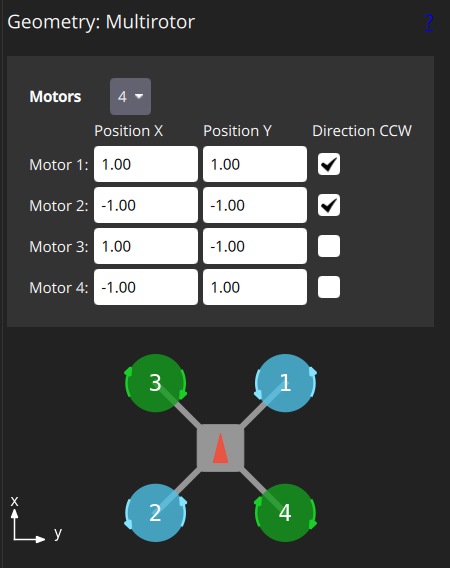 Geometry: Multirotor ?
Motors 4
Position X Position Y Direction CCW
Motor 1: 1.00 1.00
Motor 2: -1.00 -1.00
Motor 3: 1.00 -1.00
Motor 4: -1.00 1.00
3 1
2 4
x
y